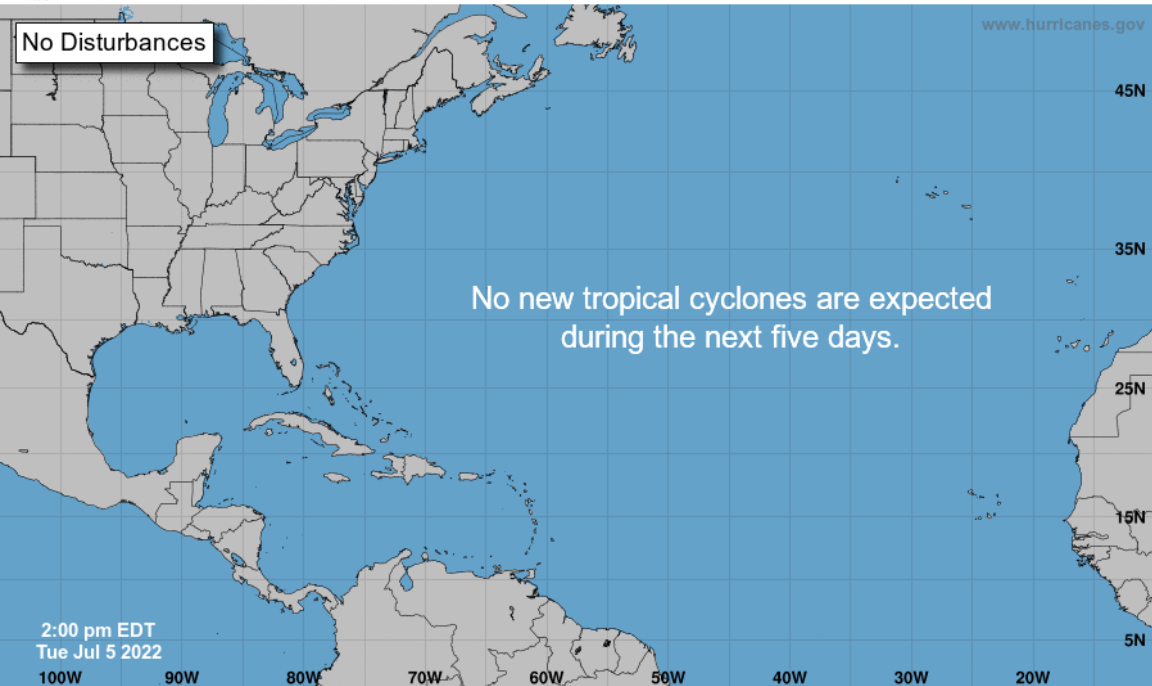 No Disturbances
www.hurricanes.gov
45N
35N
No new tropical cyclones are expected
during the next five days.
25N
15N
2:00 pm EDT
Tue Jul 5 2022
5N
100W 90W 80W 70W 60W 50W 40W 30W 20W